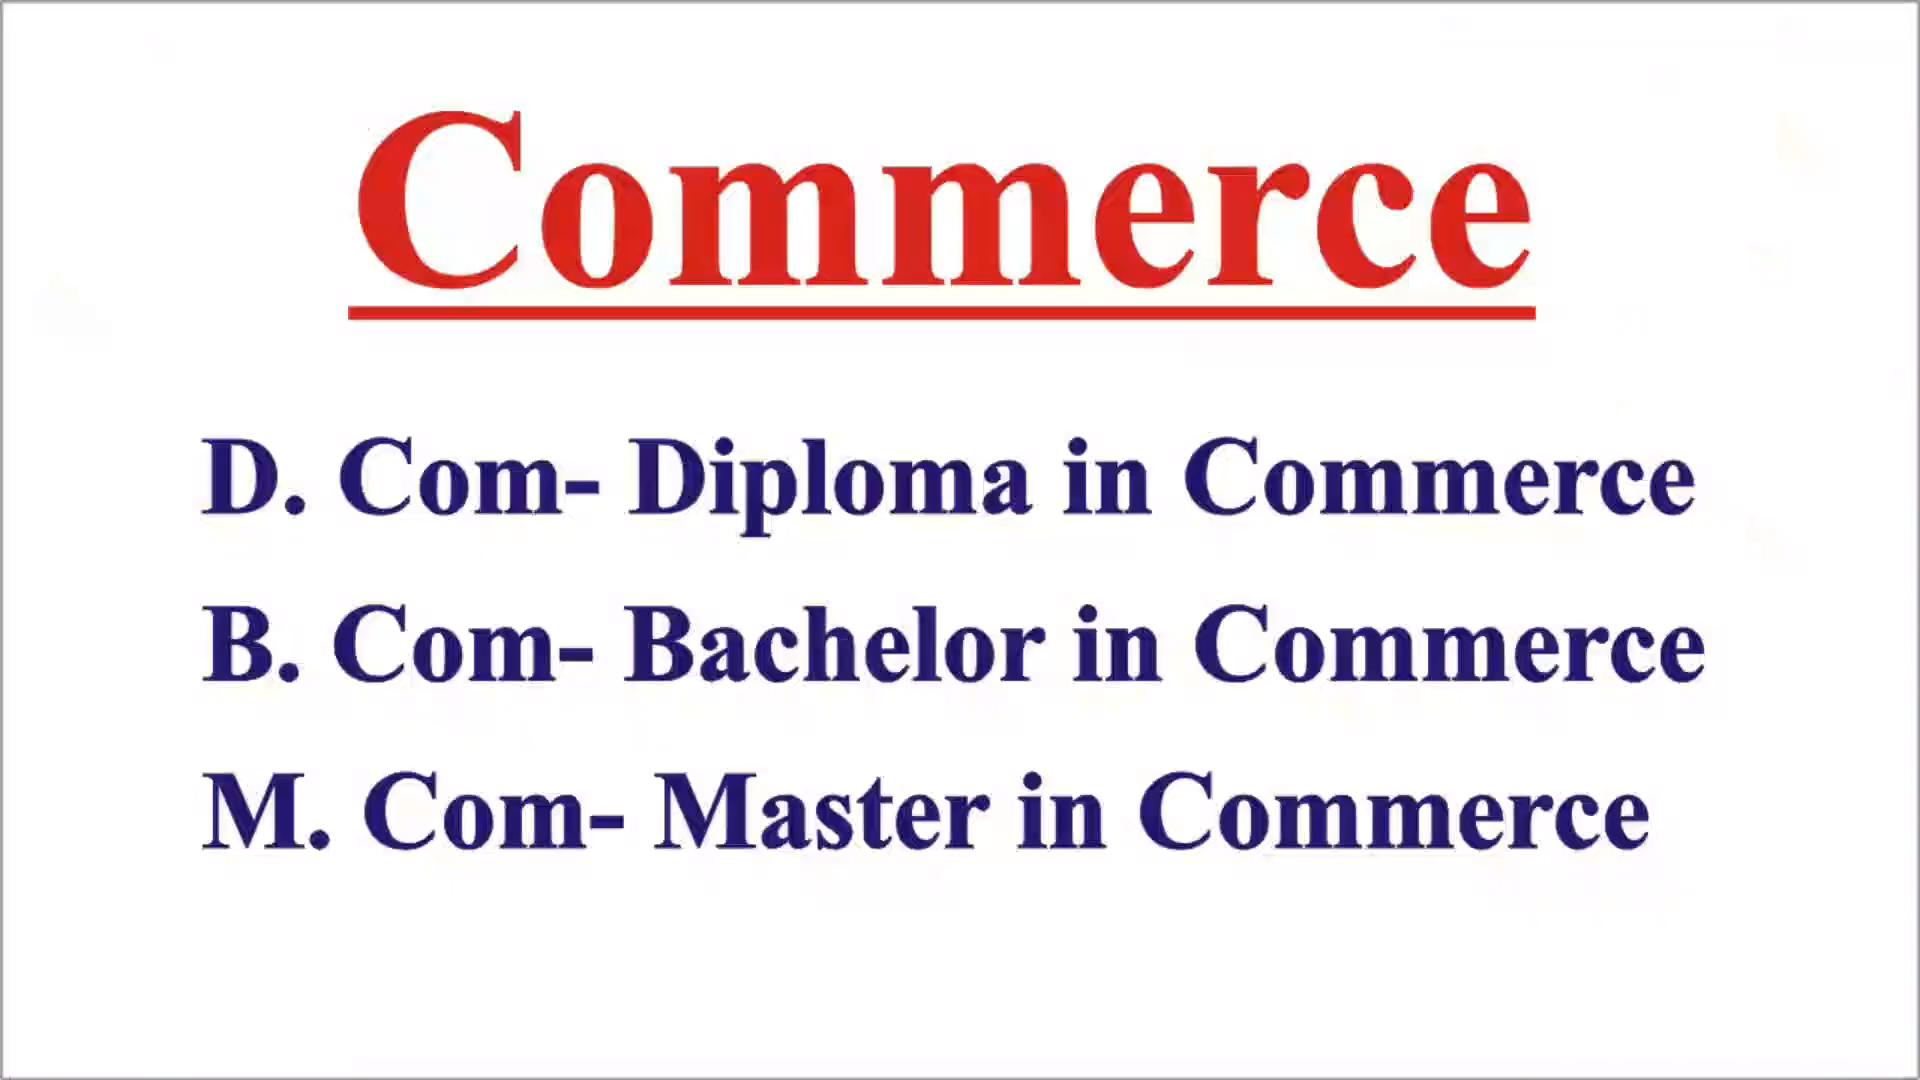 Commerce
D. Com- Diploma in Commerce
B. Com- Bachelor in Commerce
M. Com- Master in Commerce